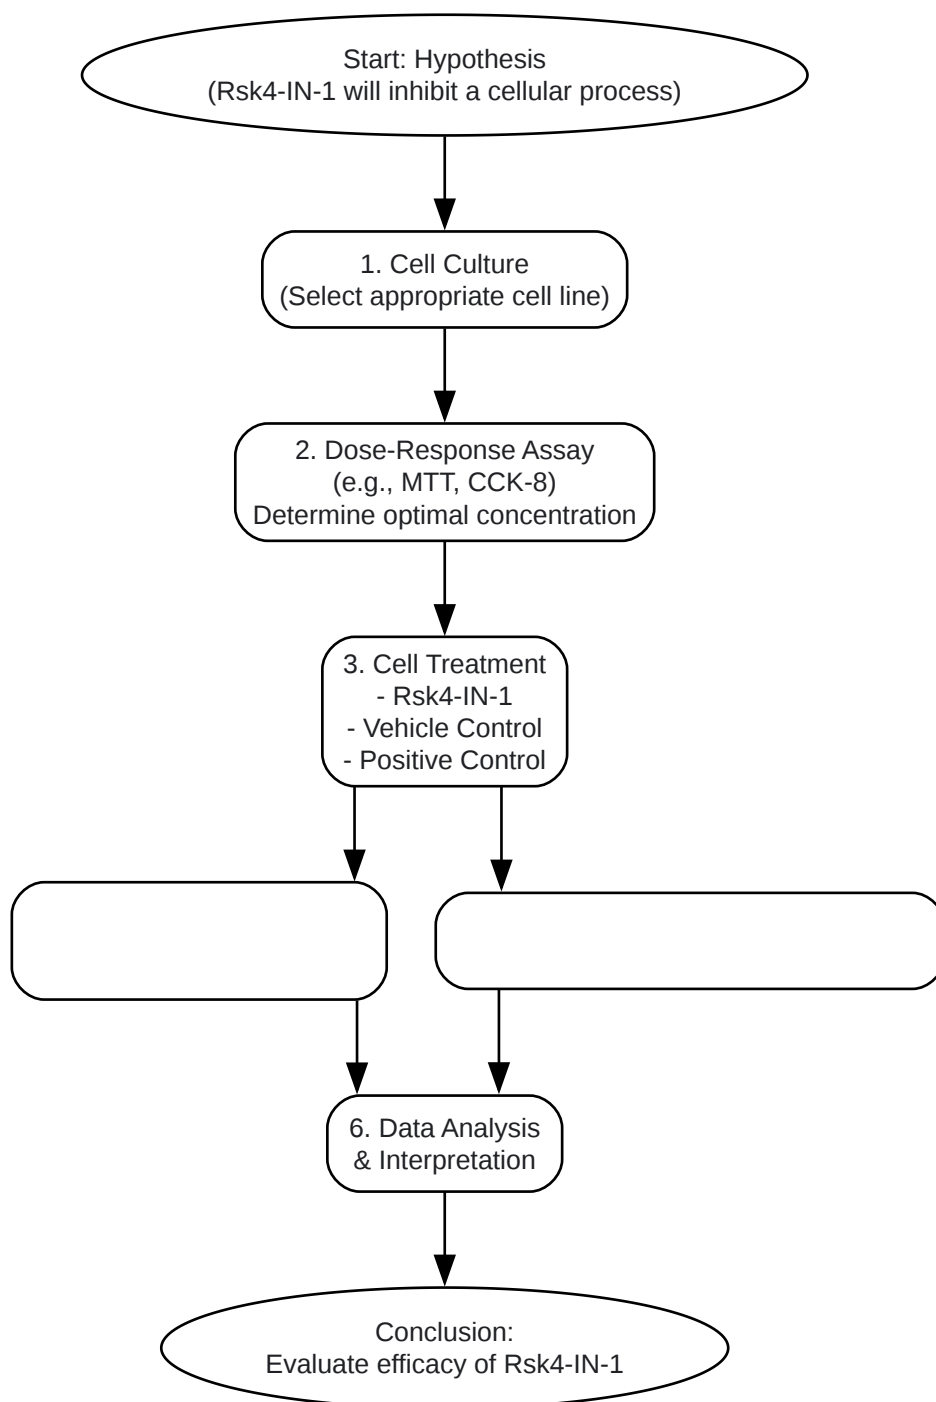 Start: Hypothesis
(Rsk4-IN-1 will inhibit a cellular process)
1. Cell Culture
(Select appropriate cell line)
2. Dose-Response Assay
(e.g., MTT, CCK-8)
Determine optimal concentration
3. Cell Treatment
- Rsk4-IN-1
- Vehicle Control
- Positive Control
6. Data Analysis
& Interpretation
Conclusion:
Evaluate efficacy of Rsk4-IN-1